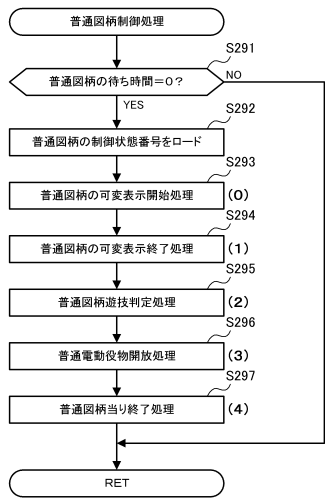 普通図柄制御処理
S291
普通図柄の待ち時間＝0？
NO
YES
S292
普通図柄の制御状態番号をロード
S293
普通図柄の可変表示開始処理
(0)
S294
普通図柄の可変表示終了処理
(1)
S295
普通図柄遊技判定処理
(2)
S296
普通電動役物開放処理
(3)
S297
普通図柄当り終了処理
(4)
RET